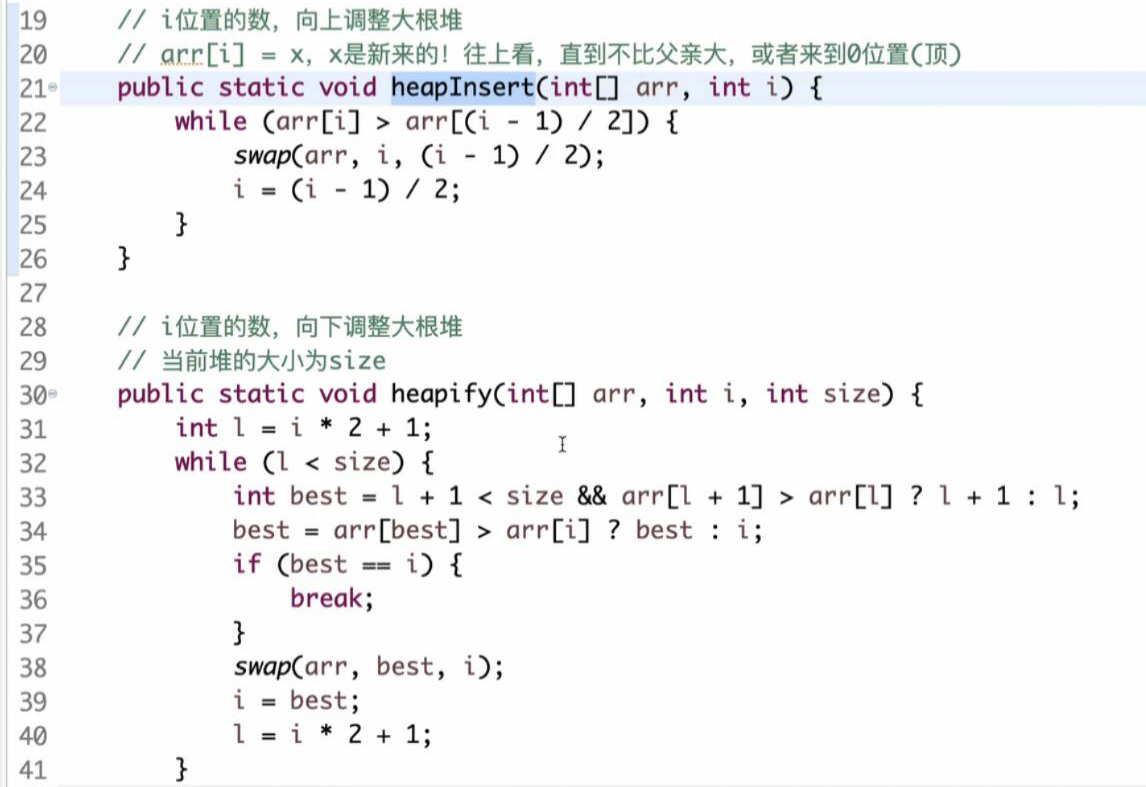 19 // i位置的数，向上调整大根堆
20 // arr[i] = x，x是新来的！往上看，直到不比父亲大，或者来到0位置(顶)
21 public static void heapInsert(int[] arr, int i) {
22 while (arr[i] > arr[(i - 1) / 2]) {
23 swap(arr, i, (i - 1) / 2);
24 i = (i - 1) / 2;
25 }
26 }
27
28 // i位置的数，向下调整大根堆
29 // 当前堆的大小为size
30 public static void heapify(int[] arr, int i, int size) {
31 int l = i * 2 + 1;
32 while (l < size) {
33 int best = l + 1 < size && arr[l + 1] > arr[l] ? l + 1 : l;
34 best = arr[best] > arr[i] ? best : i;
35 if (best == i) {
36 break;
37 }
38 swap(arr, best, i);
39 i = best;
40 l = i * 2 + 1;
41 }